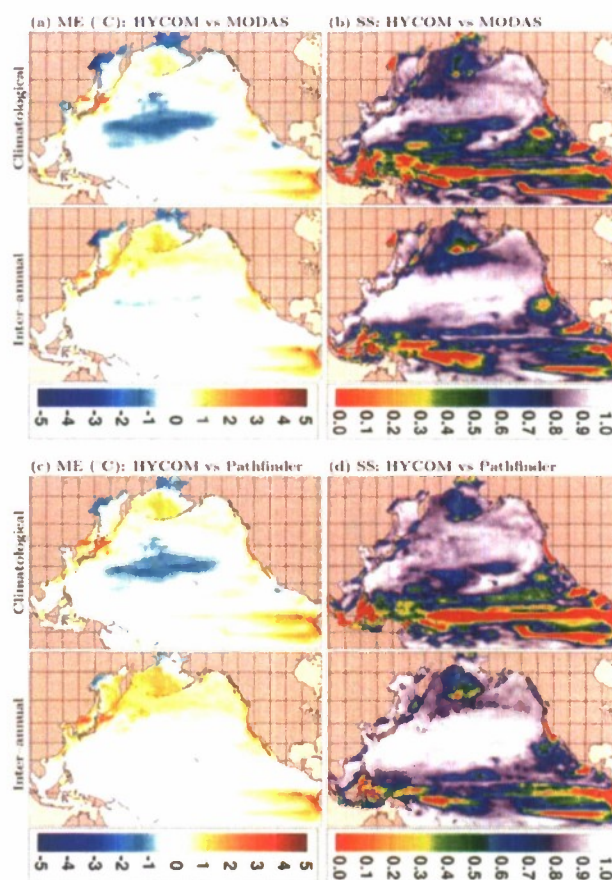 (a) ME ( C): HYCOM vs MODAS
(b) SS: HYCOM vs MODAS
Climatological
Inter-annual
-5 -4 -3 -2 -1 0 1 2 3 4 5
0.0 0.1 0.2 0.3 0.4 0.5 0.6 0.7 0.8 0.9 1.0
(c) ME ( C): HYCOM vs Pathfinder
(d) SS: HYCOM vs Pathfinder
Climatological
Inter-annual
-5 -4 -3 -2 -1 0 1 2 3 4 5
0.0 0.1 0.2 0.3 0.4 0.5 0.6 0.7 0.8 0.9 1.0